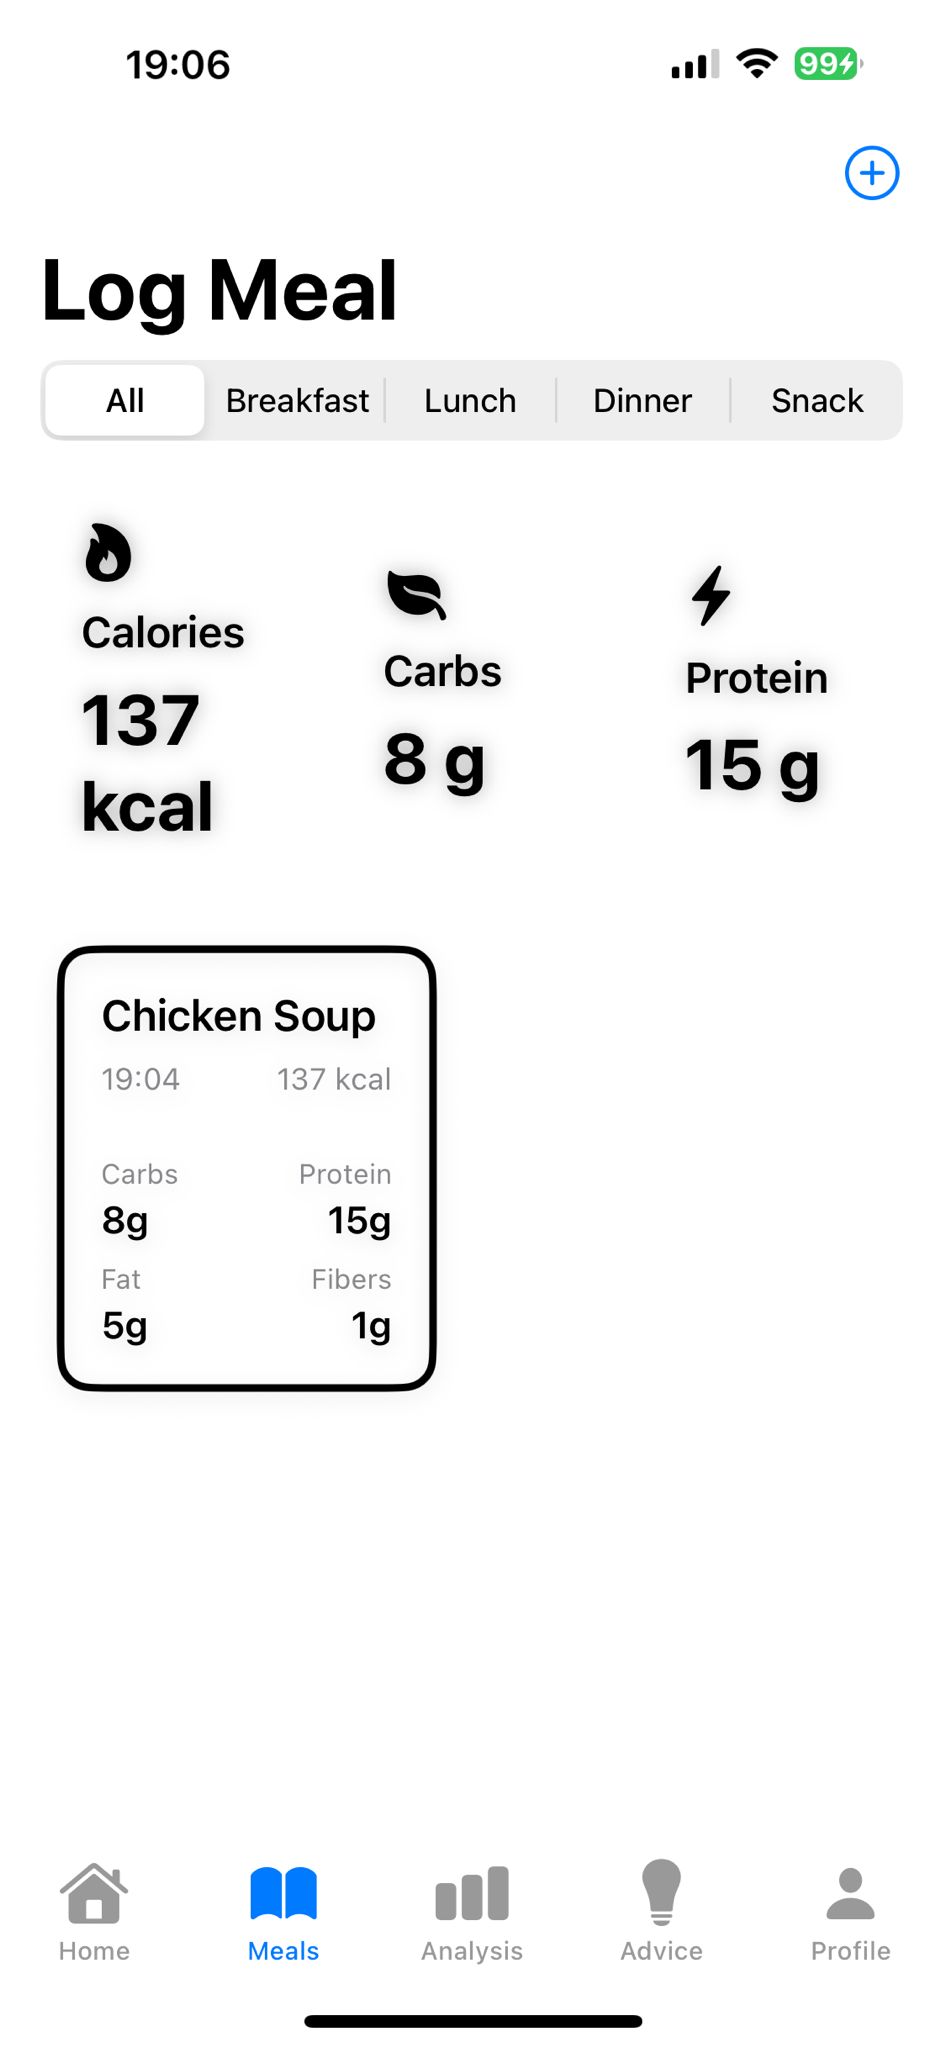 19:06
99
Log Meal
All Breakfast Lunch Dinner Snack
Calories
137
kcal
Carbs
8 g
Protein
15 g
Chicken Soup
19:04 137 kcal
Carbs Protein
8g 15g
Fat Fibers
5g 1g
Home Meals Analysis Advice Profile